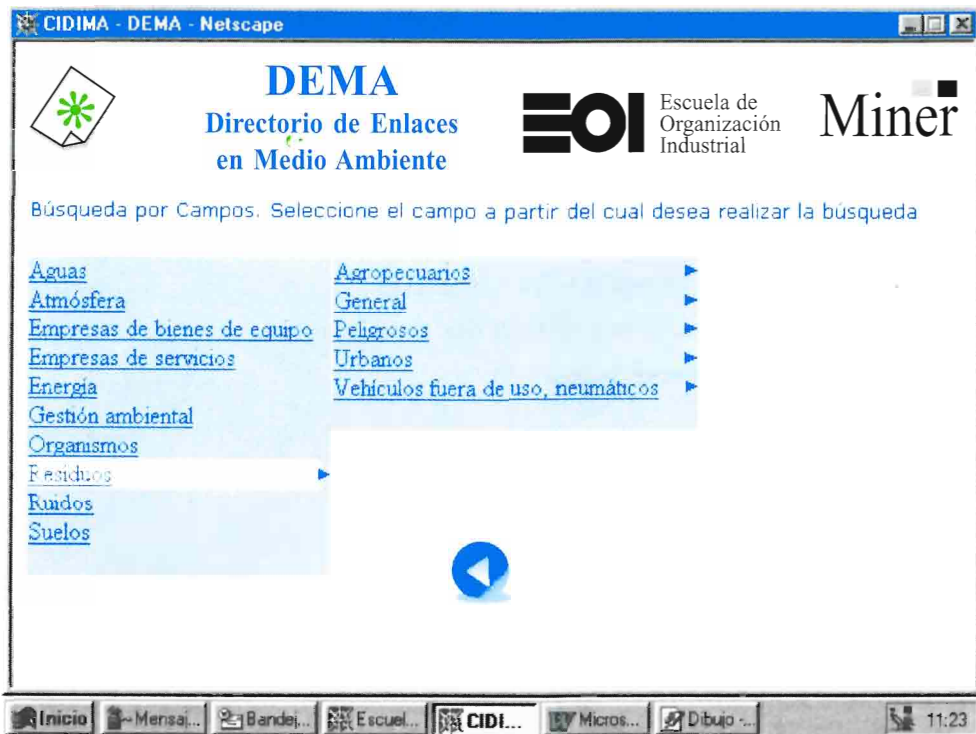 CIDIMA - DEMA - Netscape
DEMA
Directorio de Enlaces
en Medio Ambiente
EOI
Escuela de
Organización
Industrial
Miner
Búsqueda por Campos. Seleccione el campo a partir del cual desea realizar la búsqueda
Aguas
Atmósfera
Empresas de bienes de equipo
Empresas de servicios
Energía
Gestión ambiental
Organismos
Residuos
Ruidos
Suelos
Agropecuarios
General
Peligrosos
Urbanos
Vehículos fuera de uso, neumáticos
Inicio
Mensaj...
Bandej...
Escuel...
CIDI...
Micros...
Dibujo -...
11:23